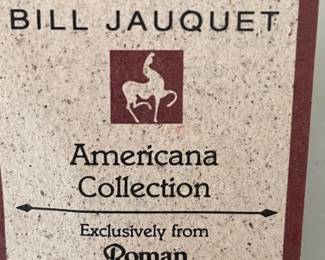 BILL JAUQUET
Americana
Collection
Exclusively from
Roman